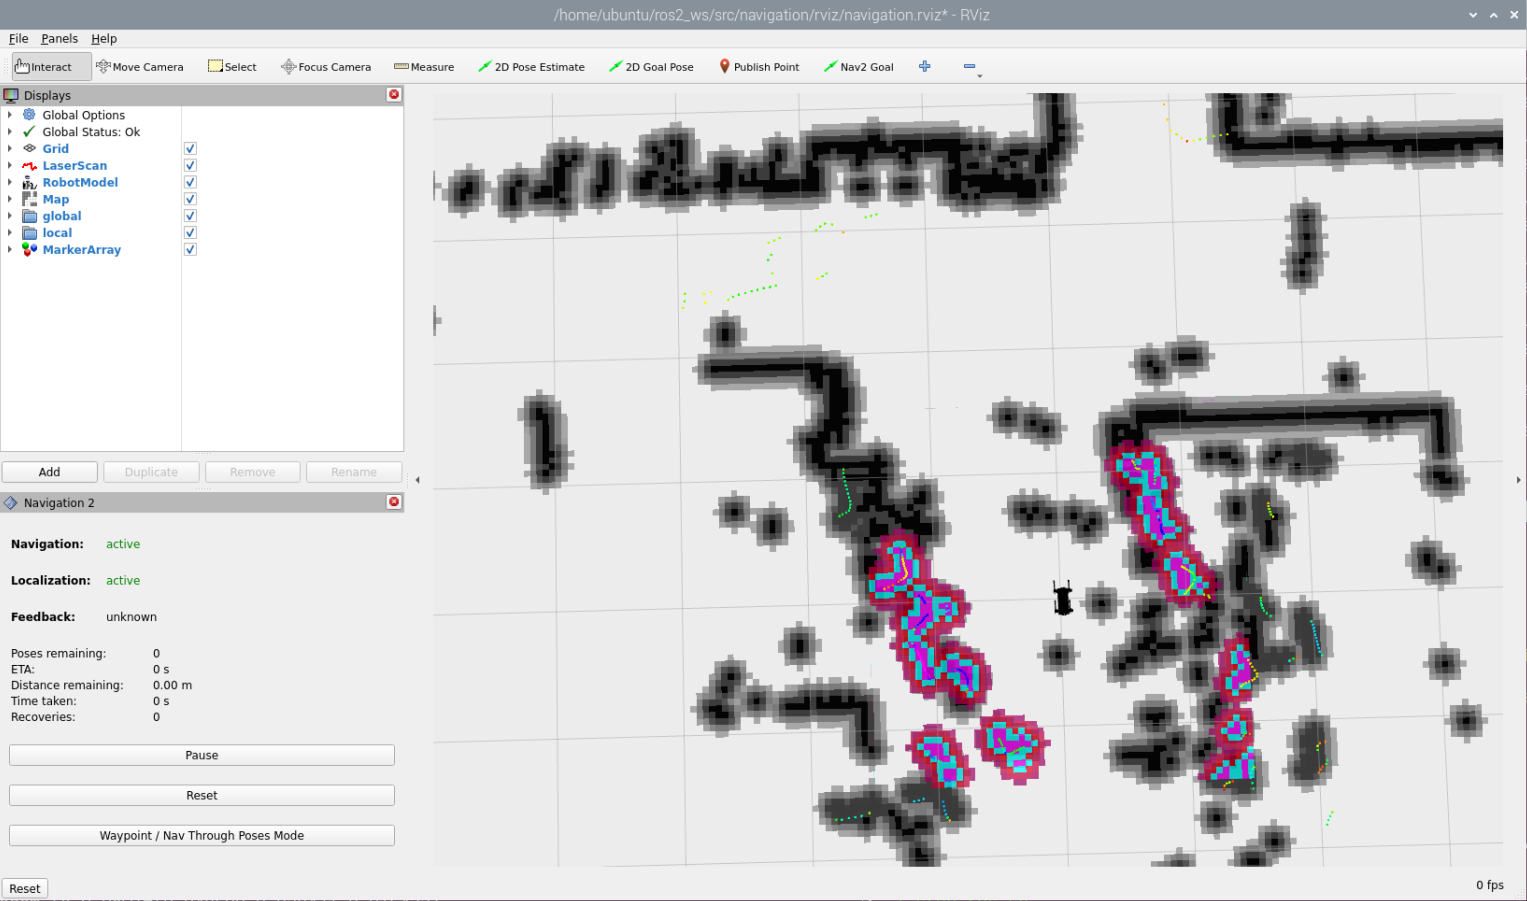 /home/ubuntu/ros2_ws/src/navigation/rviz/navigation.rviz* - RViz
File Panels Help
Interact Move Camera Select Focus Camera Measure 2D Pose Estimate 2D Goal Pose Publish Point Nav2 Goal
Displays
Global Options
Global Status: Ok
Grid
LaserScan
RobotModel
Map
global
local
MarkerArray
Add Duplicate Remove Rename
Navigation 2
Navigation: active
Localization: active
Feedback: unknown
Poses remaining: 0
ETA: 0 s
Distance remaining: 0.00 m
Time taken: 0 s
Recoveries: 0
Pause
Reset
Waypoint / Nav Through Poses Mode
Reset
0 fps